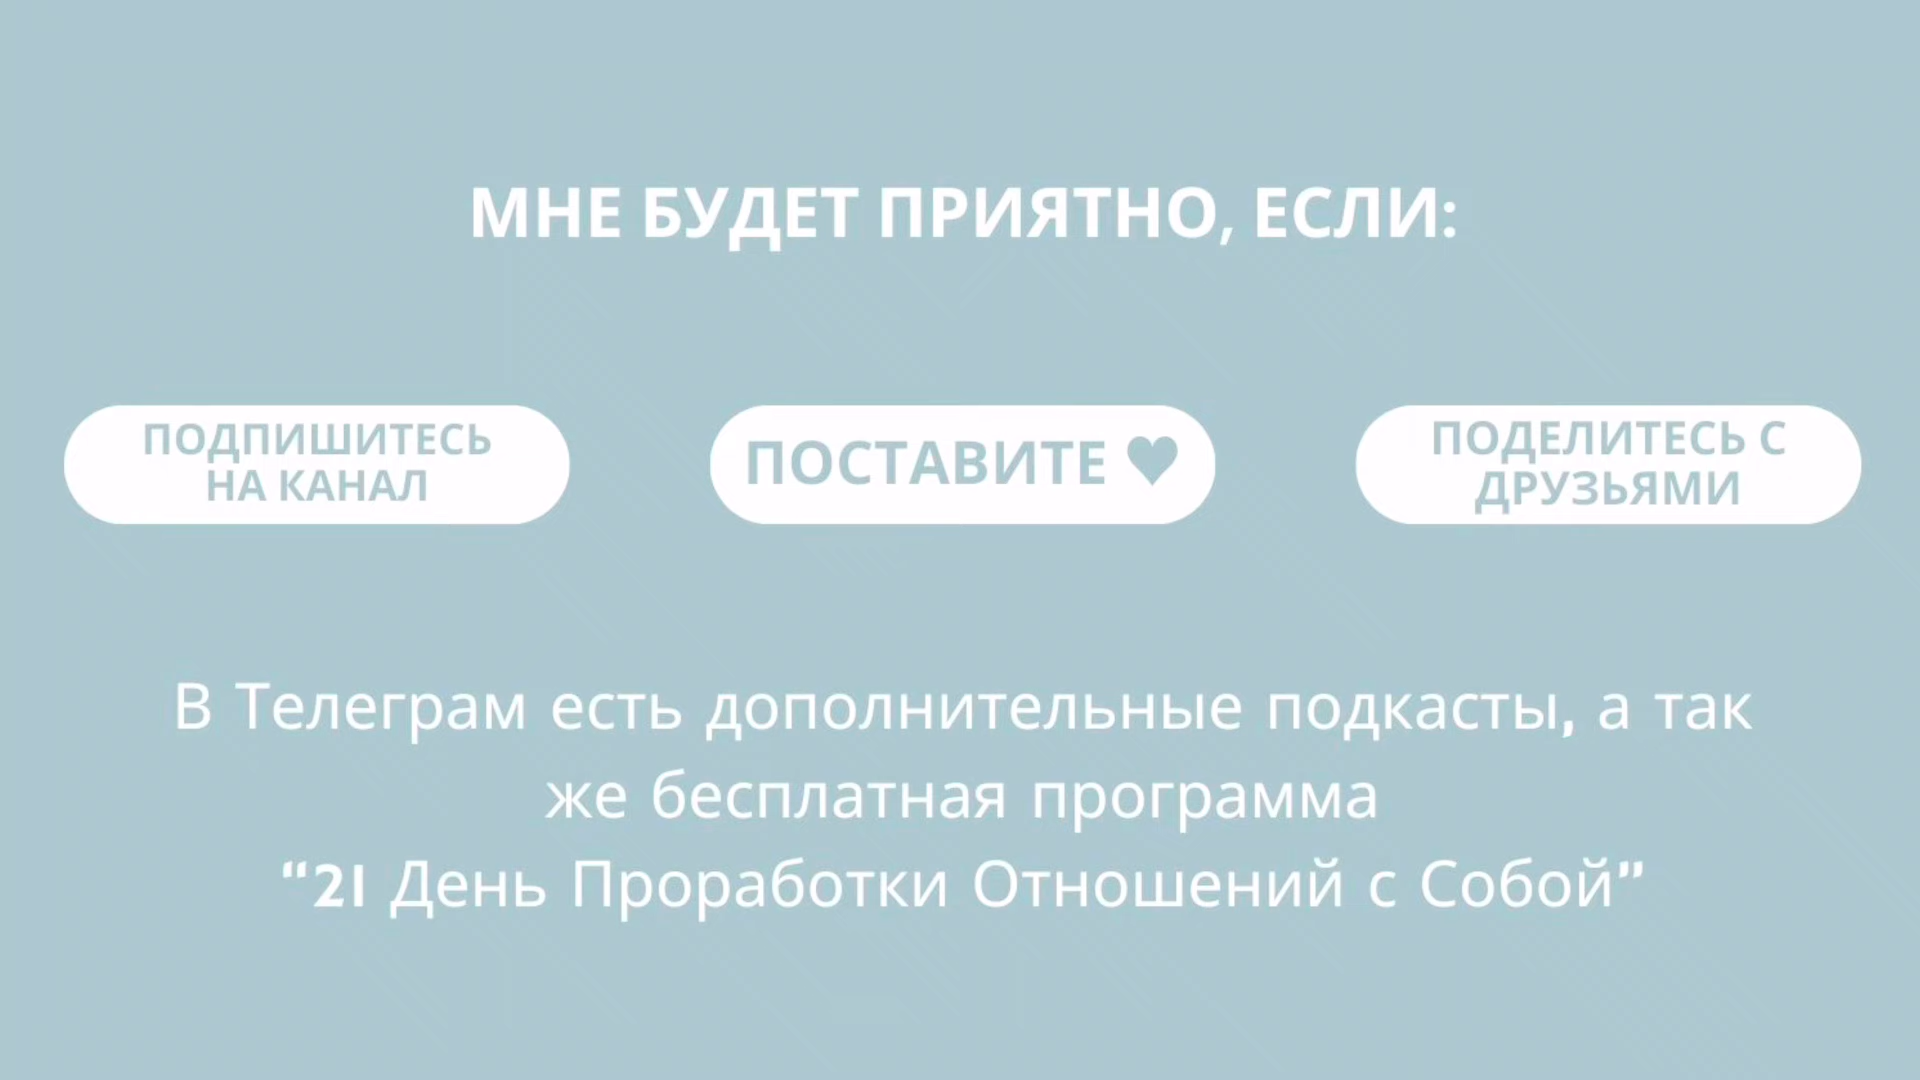 МНЕ БУДЕТ ПРИЯТНО, ЕСЛИ:
ПОДПИШИТЕСЬ
НА КАНАЛ
ПОСТАВИТЕ ♥
ПОДЕЛИТЕСЬ С
ДРУЗЬЯМИ
В Телеграм есть дополнительные подкасты, а так
же бесплатная программа
“21 День Проработки Отношений с Собой”